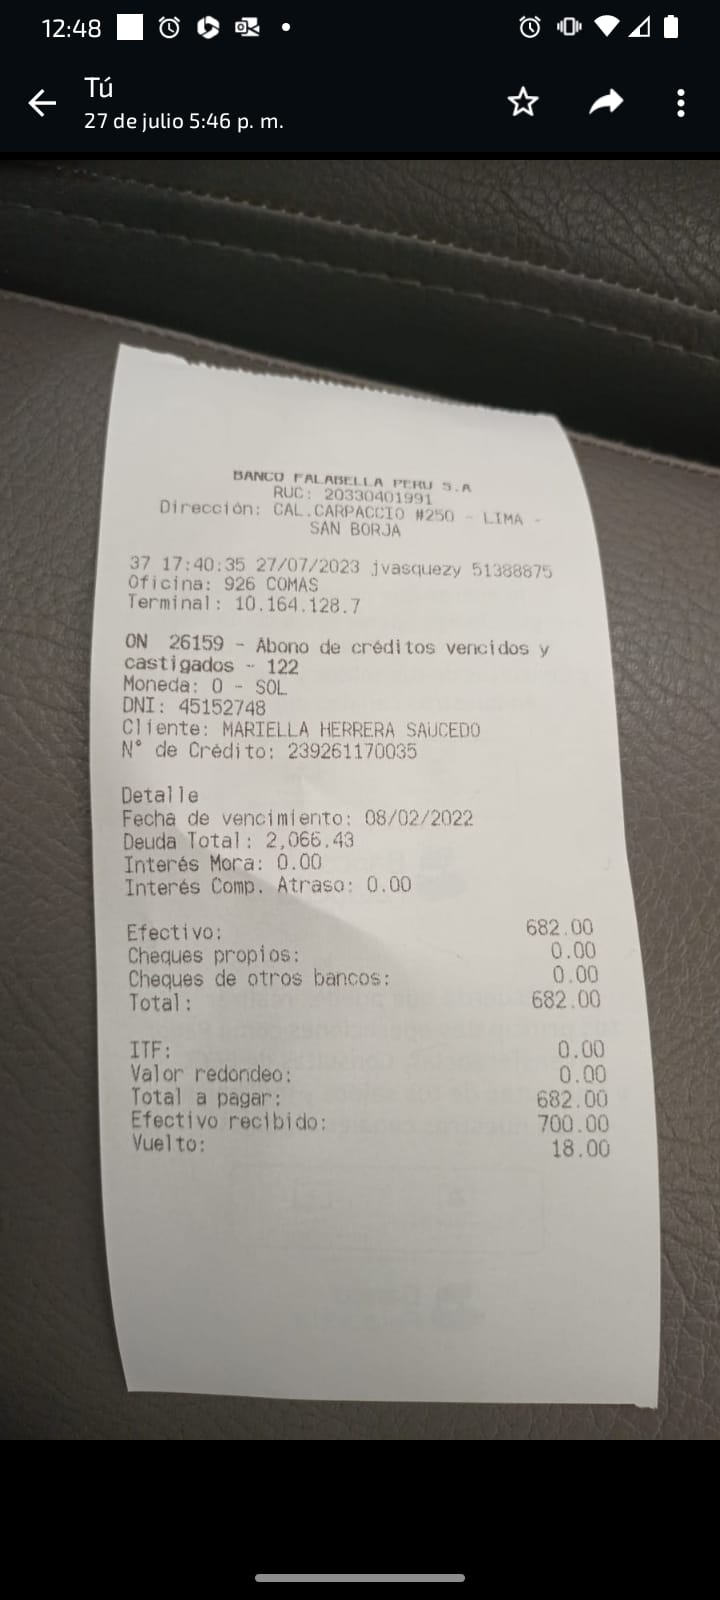 12:48
Tú
27 de julio 5:46 p. m.
BANCO FALABELLA PERU S.A
RUC: 20330401991
Dirección: CAL.CARPACCIO #250 - LIMA -
SAN BORJA
37 17:40:35 27/07/2023 jvasquezy 51388875
Oficina: 926 COMAS
Terminal: 10.164.128.7
ON 26159 - Abono de créditos vencidos y
castigados - 122
Moneda: 0 - SOL
DNI: 45152748
Cliente: MARIELLA HERRERA SAUCEDO
N° de Crédito: 239261170035
Detalle
Fecha de vencimiento: 08/02/2022
Deuda Total: 2,066.43
Interés Mora: 0.00
Interés Comp. Atraso: 0.00
Efectivo: 682.00
Cheques propios: 0.00
Cheques de otros bancos: 0.00
Total: 682.00
ITF: 0.00
Valor redondeo: 0.00
Total a pagar: 682.00
Efectivo recibido: 700.00
Vuelto: 18.00